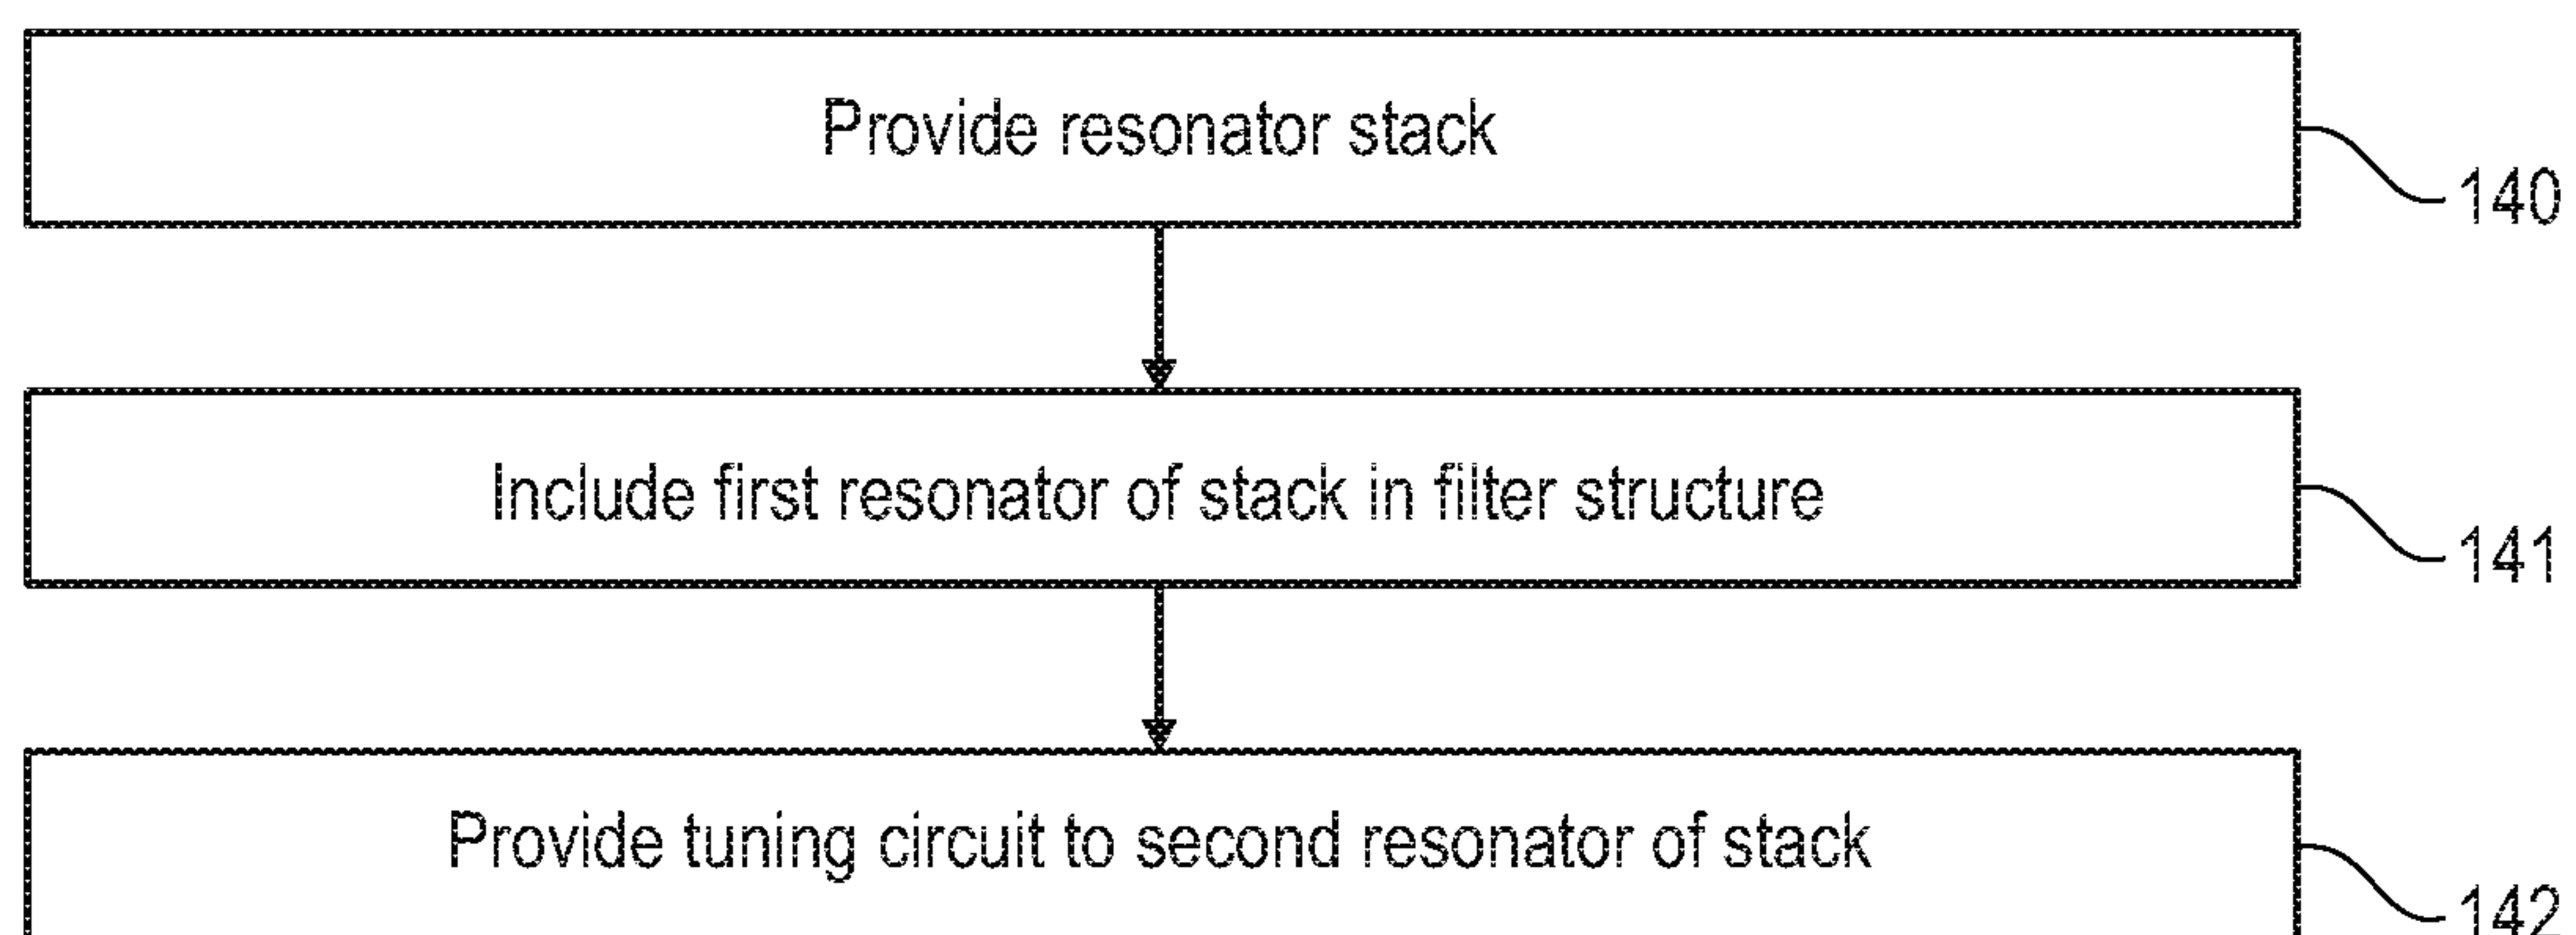 Provide resonator stack
140
Include first resonator of stack in filter structure
141
Provide tuning circuit to second resonator of stack
142